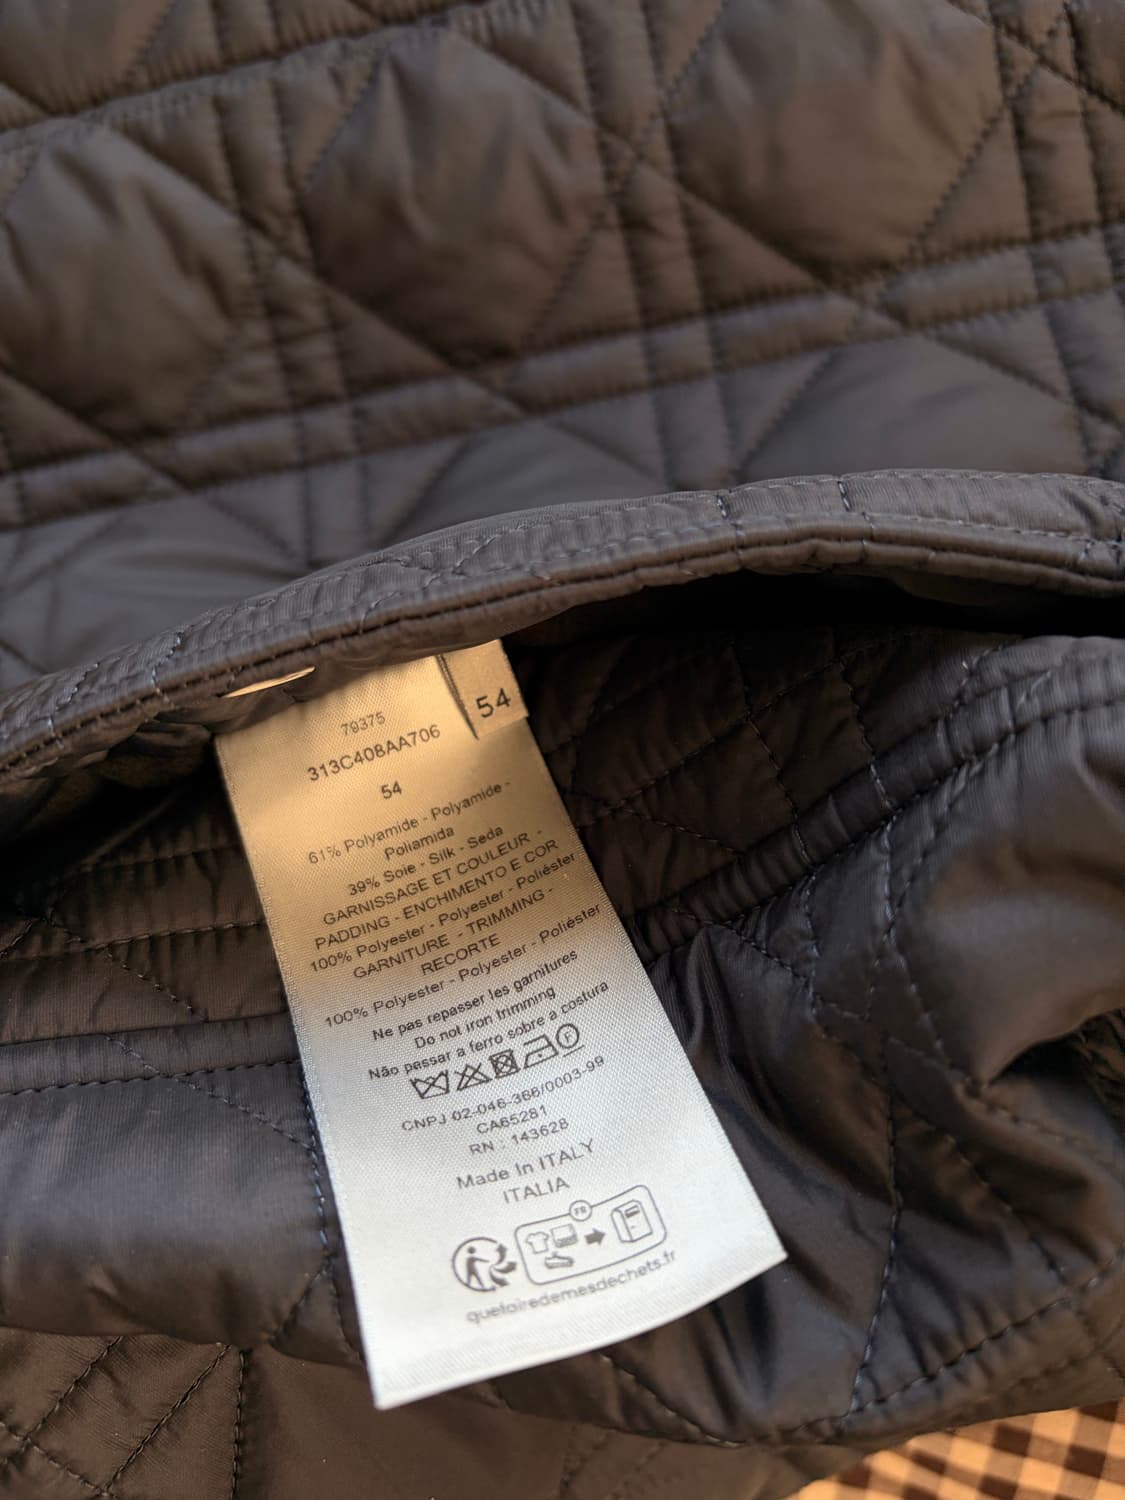 54
79375
313C408AA706
54
61% Polyamide - Polyamide -
Poliamida
39% Soie - Silk - Seda
GARNISSAGE ET COULEUR -
PADDING - ENCHIMENTO E COR
100% Polyester - Polyester - Poliéster
GARNITURE - TRIMMING -
RECORTE
100% Polyester - Polyester - Poliéster
Ne pas repasser les garnitures
Do not iron trimming
Não passar a ferro sobre a costura
F
CNPJ 02-046-366/0003-99
CA65281
RN : 143628
Made In ITALY
ITALIA
FR
quefairedemesdechets.fr